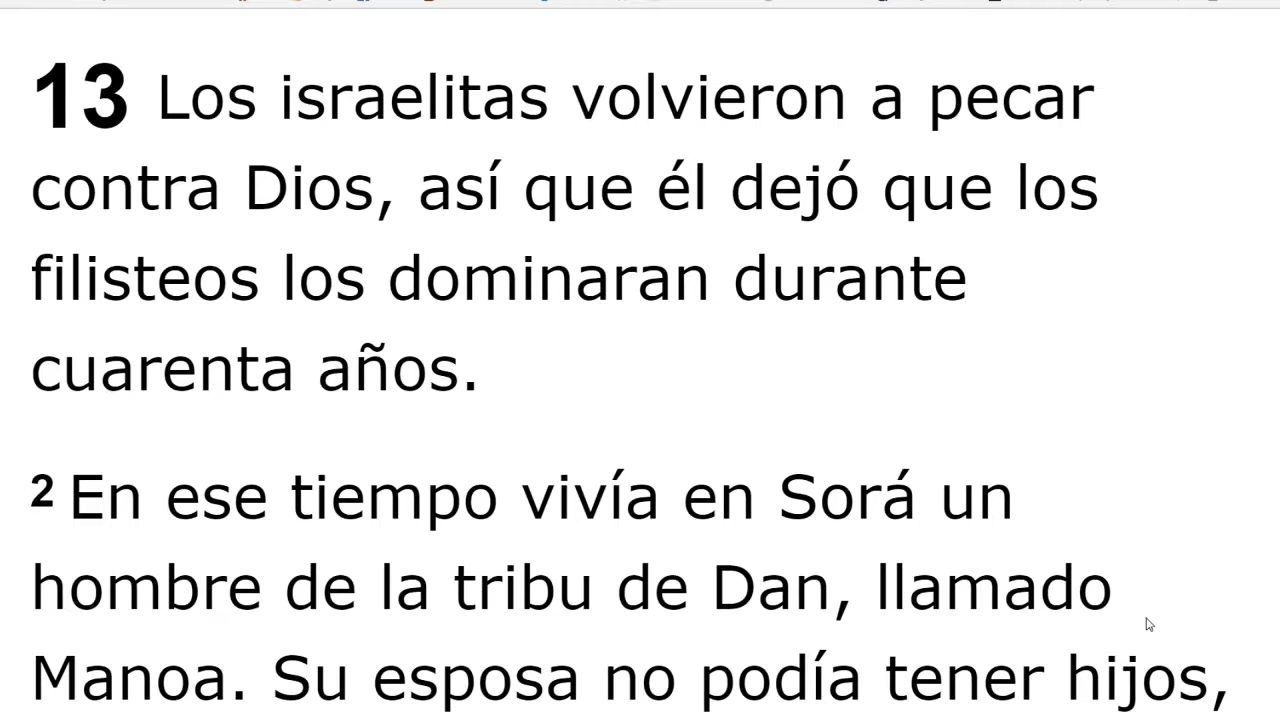 13 Los israelitas volvieron a pecar
contra Dios, así que él dejó que los
filisteos los dominaran durante
cuarenta años.
2 En ese tiempo vivía en Sorá un
hombre de la tribu de Dan, llamado
Manoa. Su esposa no podía tener hijos,